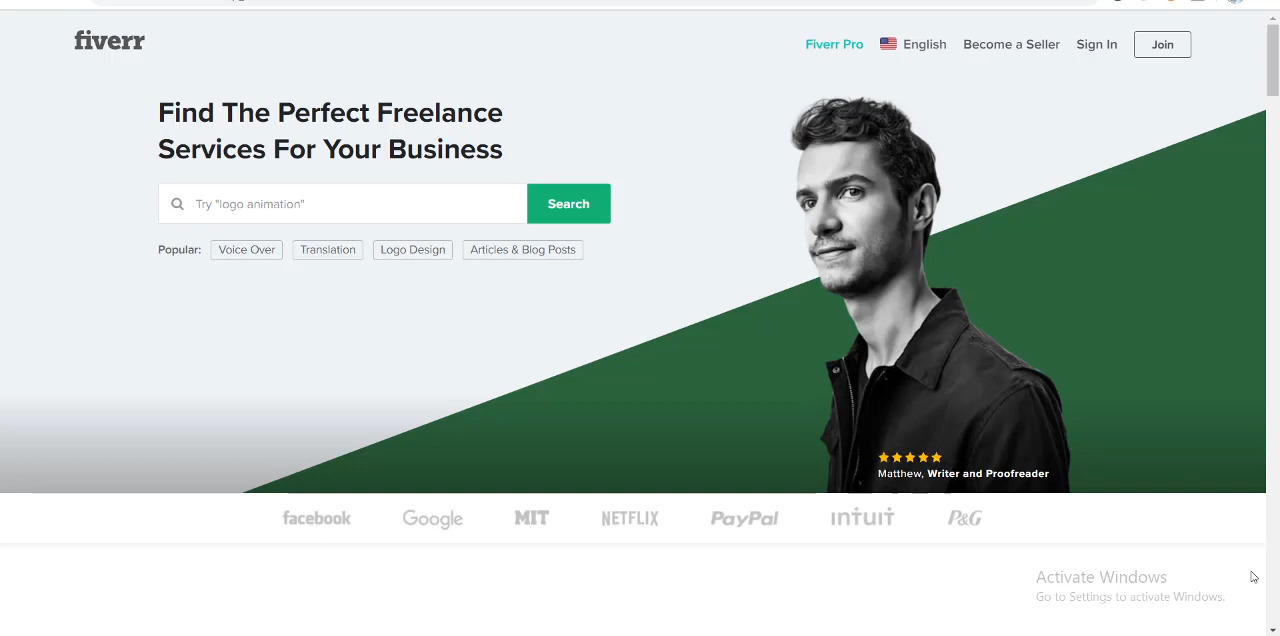 fiverr
Fiverr Pro English Become a Seller Sign In Join
Find The Perfect Freelance
Services For Your Business
Try "logo animation" Search
Popular: Voice Over Translation Logo Design Articles & Blog Posts
Matthew, Writer and Proofreader
facebook Google MIT NETFLIX PayPal intuit P&G
Activate Windows
Go to Settings to activate Windows.